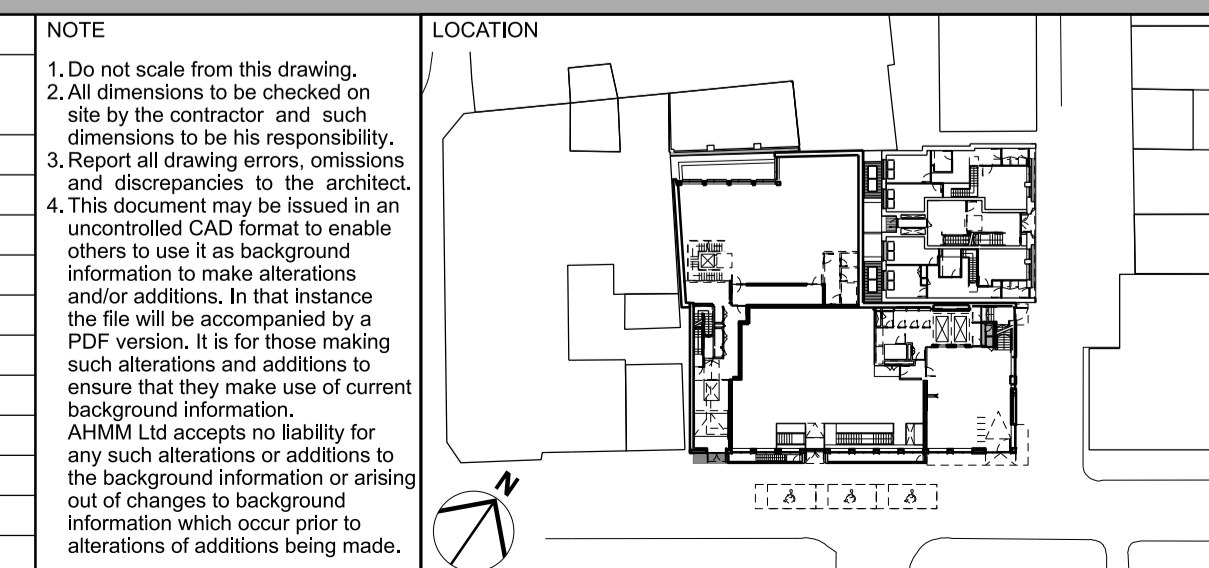 NOTE
1. Do not scale from this drawing.
2. All dimensions to be checked on
site by the contractor and such
dimensions to be his responsibility.
3. Report all drawing errors, omissions
and discrepancies to the architect.
4. This document may be issued in an
uncontrolled CAD format to enable
others to use it as background
information to make alterations
and/or additions. In that instance
the file will be accompanied by a
PDF version. It is for those making
such alterations and additions to
ensure that they make use of current
background information.
AHMM Ltd accepts no liability for
any such alterations or additions to
the background information or arising
out of changes to background
information which occur prior to
alterations of additions being made.
LOCATION
N